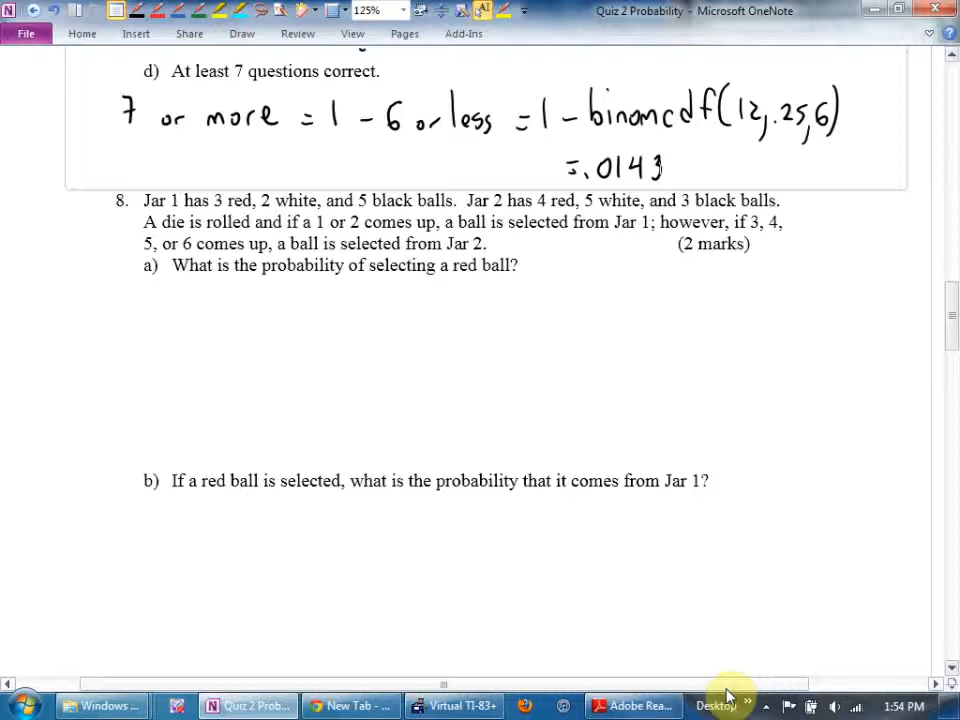 125%
Quiz 2 Probability - Microsoft OneNote
File Home Insert Share Draw Review View Pages Add-Ins
d) At least 7 questions correct.
7 or more = 1 - 6 or less = 1 - binomcdf(12, .25, 6)
= .0143
8. Jar 1 has 3 red, 2 white, and 5 black balls. Jar 2 has 4 red, 5 white, and 3 black balls.
A die is rolled and if a 1 or 2 comes up, a ball is selected from Jar 1; however, if 3, 4,
5, or 6 comes up, a ball is selected from Jar 2. (2 marks)
a) What is the probability of selecting a red ball?
b) If a red ball is selected, what is the probability that it comes from Jar 1?
Windows ... Quiz 2 Prob... New Tab - ... Virtual TI-83+ Adobe Rea... Desktop 1:54 PM